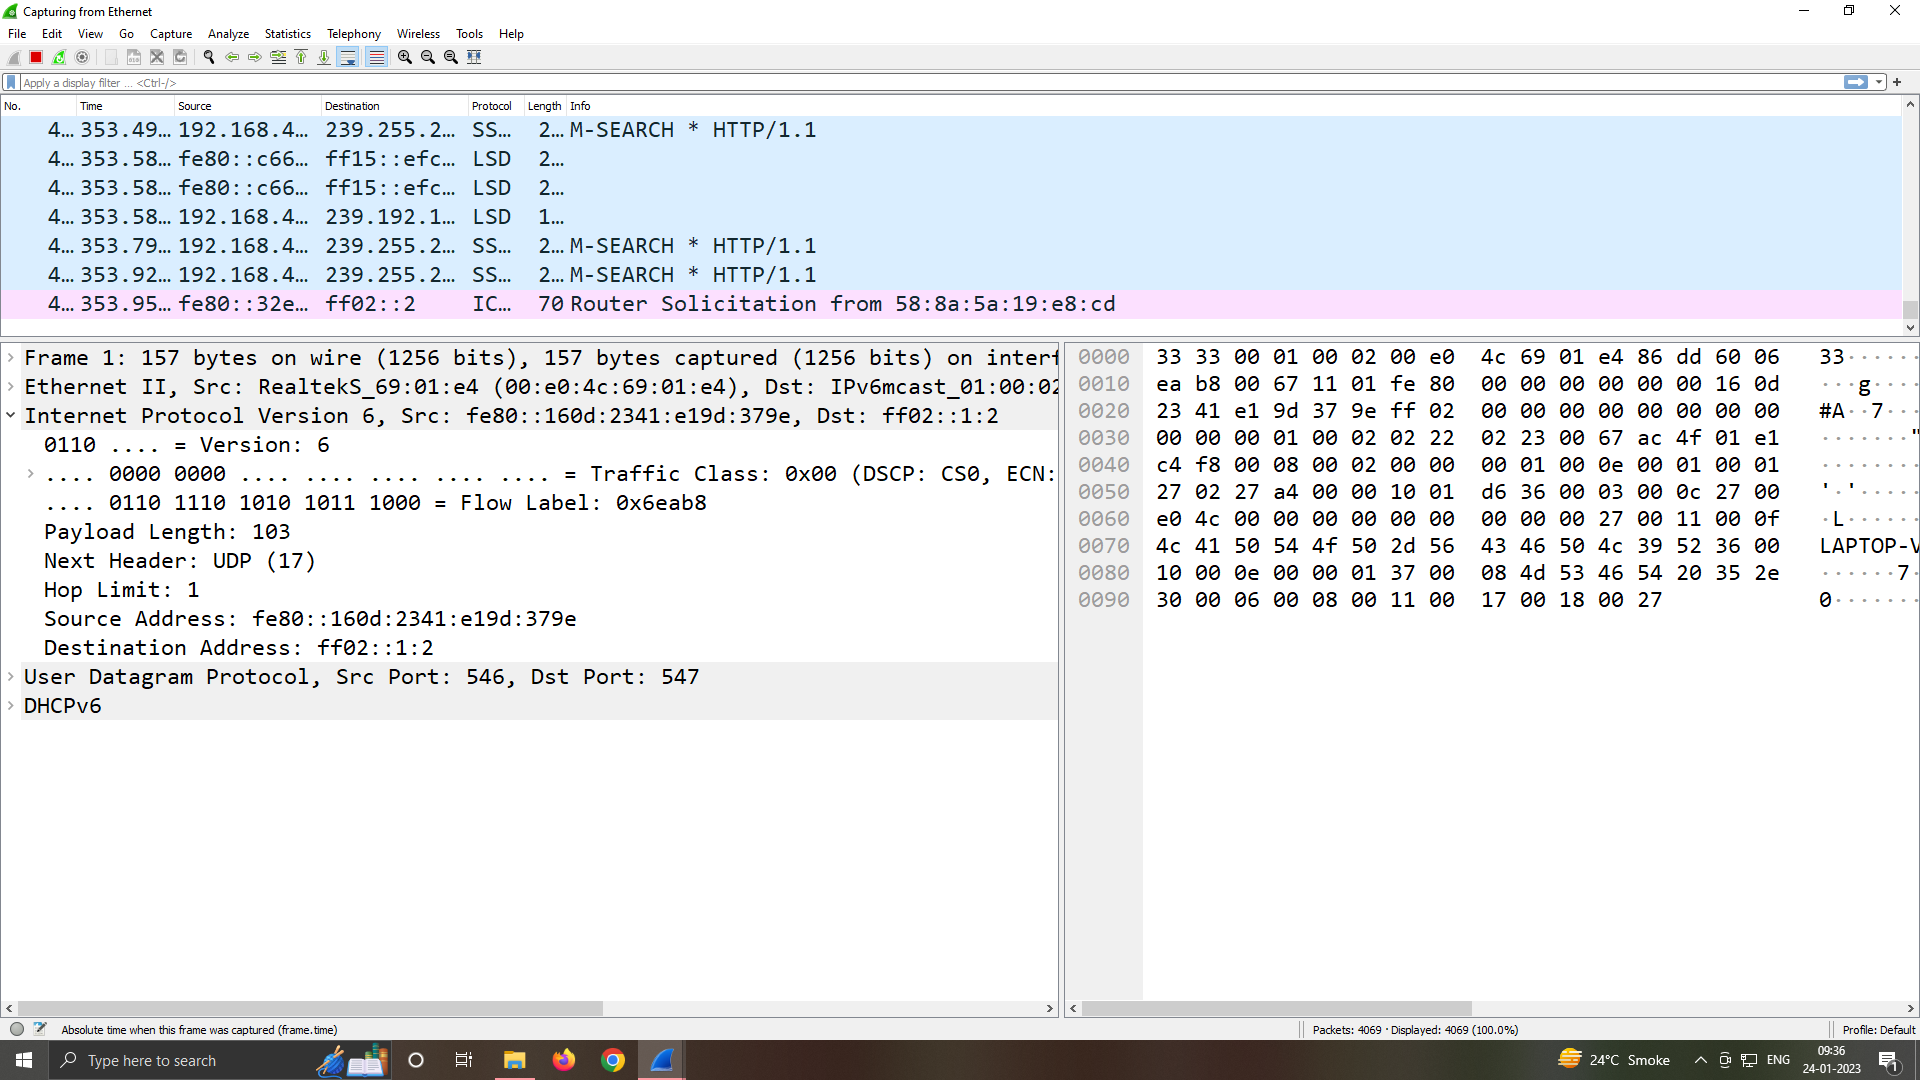 Capturing from Ethernet
File Edit View Go Capture Analyze Statistics Telephony Wireless Tools Help
Apply a display filter ... <Ctrl-/>
No. Time Source Destination Protocol Length Info
4... 353.49... 192.168.4... 239.255.2... SS... 2... M-SEARCH * HTTP/1.1
4... 353.58... fe80::c66... ff15::efc... LSD 2...
4... 353.58... fe80::c66... ff15::efc... LSD 2...
4... 353.58... 192.168.4... 239.192.1... LSD 1...
4... 353.79... 192.168.4... 239.255.2... SS... 2... M-SEARCH * HTTP/1.1
4... 353.92... 192.168.4... 239.255.2... SS... 2... M-SEARCH * HTTP/1.1
4... 353.95... fe80::32e... ff02::2 IC... 70 Router Solicitation from 58:8a:5a:19:e8:cd
Frame 1: 157 bytes on wire (1256 bits), 157 bytes captured (1256 bits) on interf
Ethernet II, Src: RealtekS_69:01:e4 (00:e0:4c:69:01:e4), Dst: IPv6mcast_01:00:02
Internet Protocol Version 6, Src: fe80::160d:2341:e19d:379e, Dst: ff02::1:2
0110 .... = Version: 6
.... 0000 0000 .... .... .... .... .... = Traffic Class: 0x00 (DSCP: CS0, ECN:
.... 0110 1110 1010 1011 1000 = Flow Label: 0x6eab8
Payload Length: 103
Next Header: UDP (17)
Hop Limit: 1
Source Address: fe80::160d:2341:e19d:379e
Destination Address: ff02::1:2
User Datagram Protocol, Src Port: 546, Dst Port: 547
DHCPv6
0000 33 33 00 01 00 02 00 e0 4c 69 01 e4 86 dd 60 06 33······
0010 ea b8 00 67 11 01 fe 80 00 00 00 00 00 00 16 0d ···g····
0020 23 41 e1 9d 37 9e ff 02 00 00 00 00 00 00 00 00 #A··7···
0030 00 00 00 01 00 02 02 22 02 23 00 67 ac 4f 01 e1 ·······"
0040 c4 f8 00 08 00 02 00 00 00 01 00 0e 00 01 00 01 ········
0050 27 02 27 a4 00 00 10 01 d6 36 00 03 00 0c 27 00 '·'·····
0060 e0 4c 00 00 00 00 00 00 00 00 00 27 00 11 00 0f ·L······
0070 4c 41 50 54 4f 50 2d 56 43 46 50 4c 39 52 36 00 LAPTOP-V
0080 10 00 0e 00 00 01 37 00 08 4d 53 46 54 20 35 2e ······7·
0090 30 00 06 00 08 00 11 00 17 00 18 00 27 0·······
Absolute time when this frame was captured (frame.time)
Packets: 4069 · Displayed: 4069 (100.0%)
Profile: Default
Type here to search
24°C Smoke
ENG
09:36
24-01-2023
1